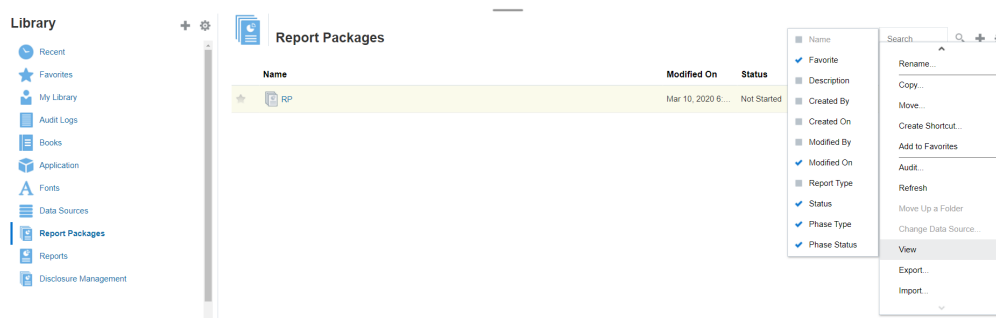 Library
Recent
Favorites
My Library
Audit Logs
Books
Application
Fonts
Data Sources
Report Packages
Reports
Disclosure Management
Report Packages
Name Modified On Status
RP Mar 10, 2020 6:... Not Started
Name
Favorite
Description
Created By
Created On
Modified By
Modified On
Report Type
Status
Phase Type
Phase Status
Search
Rename...
Copy...
Move...
Create Shortcut...
Add to Favorites
Audit...
Refresh
Move Up a Folder
Change Data Source...
View
Export...
Import...